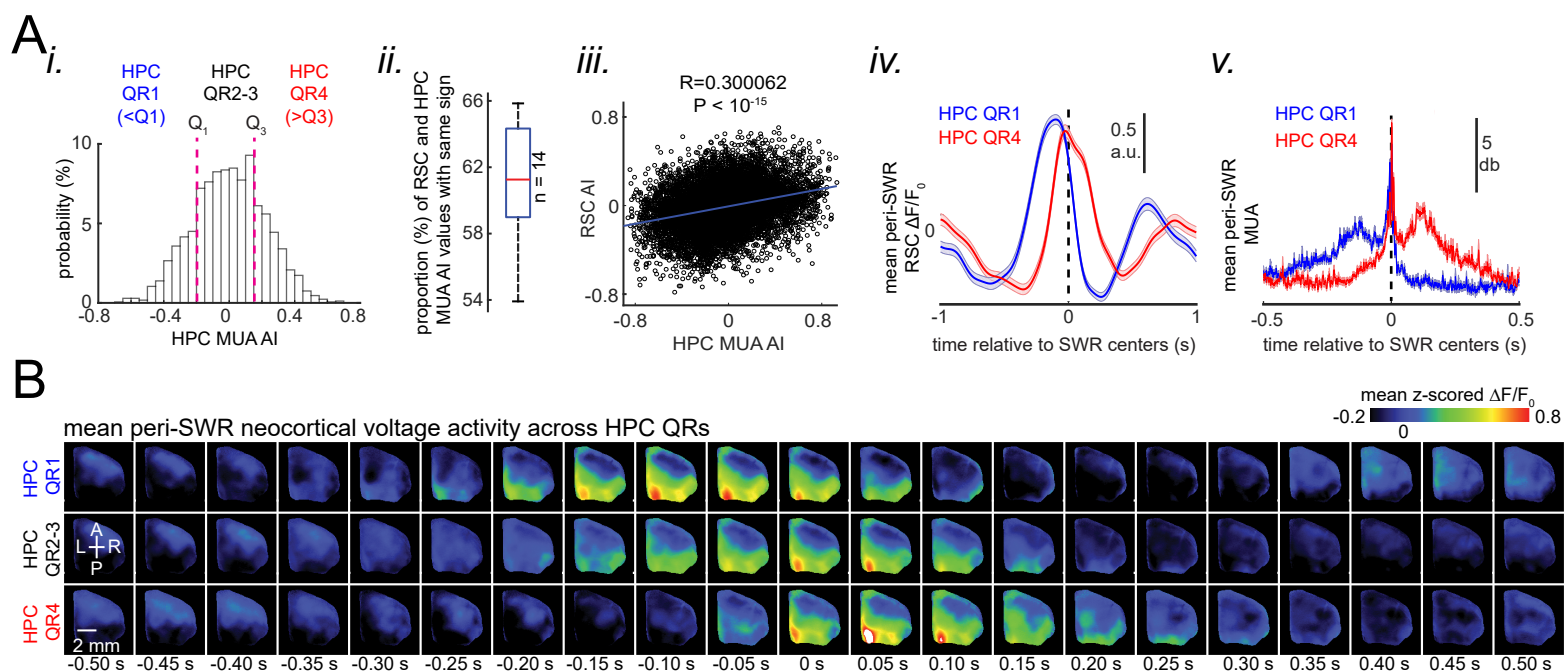 A
i.
HPC QR1 (<Q1)
HPC QR2-3
HPC QR4 (>Q3)
Q1
Q3
probability (%)
10
5
0
-0.8
-0.4
0
0.4
0.8
HPC MUA AI
ii.
proportion (%) of RSC and HPC
MUA AI values with same sign
66
62
58
54
n = 14
iii.
R=0.300062
P < 10-15
RSC AI
0.8
0
-0.8
-0.8
0
0.8
HPC MUA AI
iv.
HPC QR1
HPC QR4
0.5
a.u.
mean peri-SWR
RSC ΔF/F0
0
-1
0
1
time relative to SWR centers (s)
v.
HPC QR1
HPC QR4
5
db
mean peri-SWR
MUA
-0.5
0
0.5
time relative to SWR centers (s)
B
mean z-scored ΔF/F0
-0.2
0
0.8
mean peri-SWR neocortical voltage activity across HPC QRs
HPC
QR1
HPC
QR2-3
A
L R
P
HPC
QR4
2 mm
-0.50 s -0.45 s -0.40 s -0.35 s -0.30 s -0.25 s -0.20 s -0.15 s -0.10 s -0.05 s 0 s 0.05 s 0.10 s 0.15 s 0.20 s 0.25 s 0.30 s 0.35 s 0.40 s 0.45 s 0.50 s